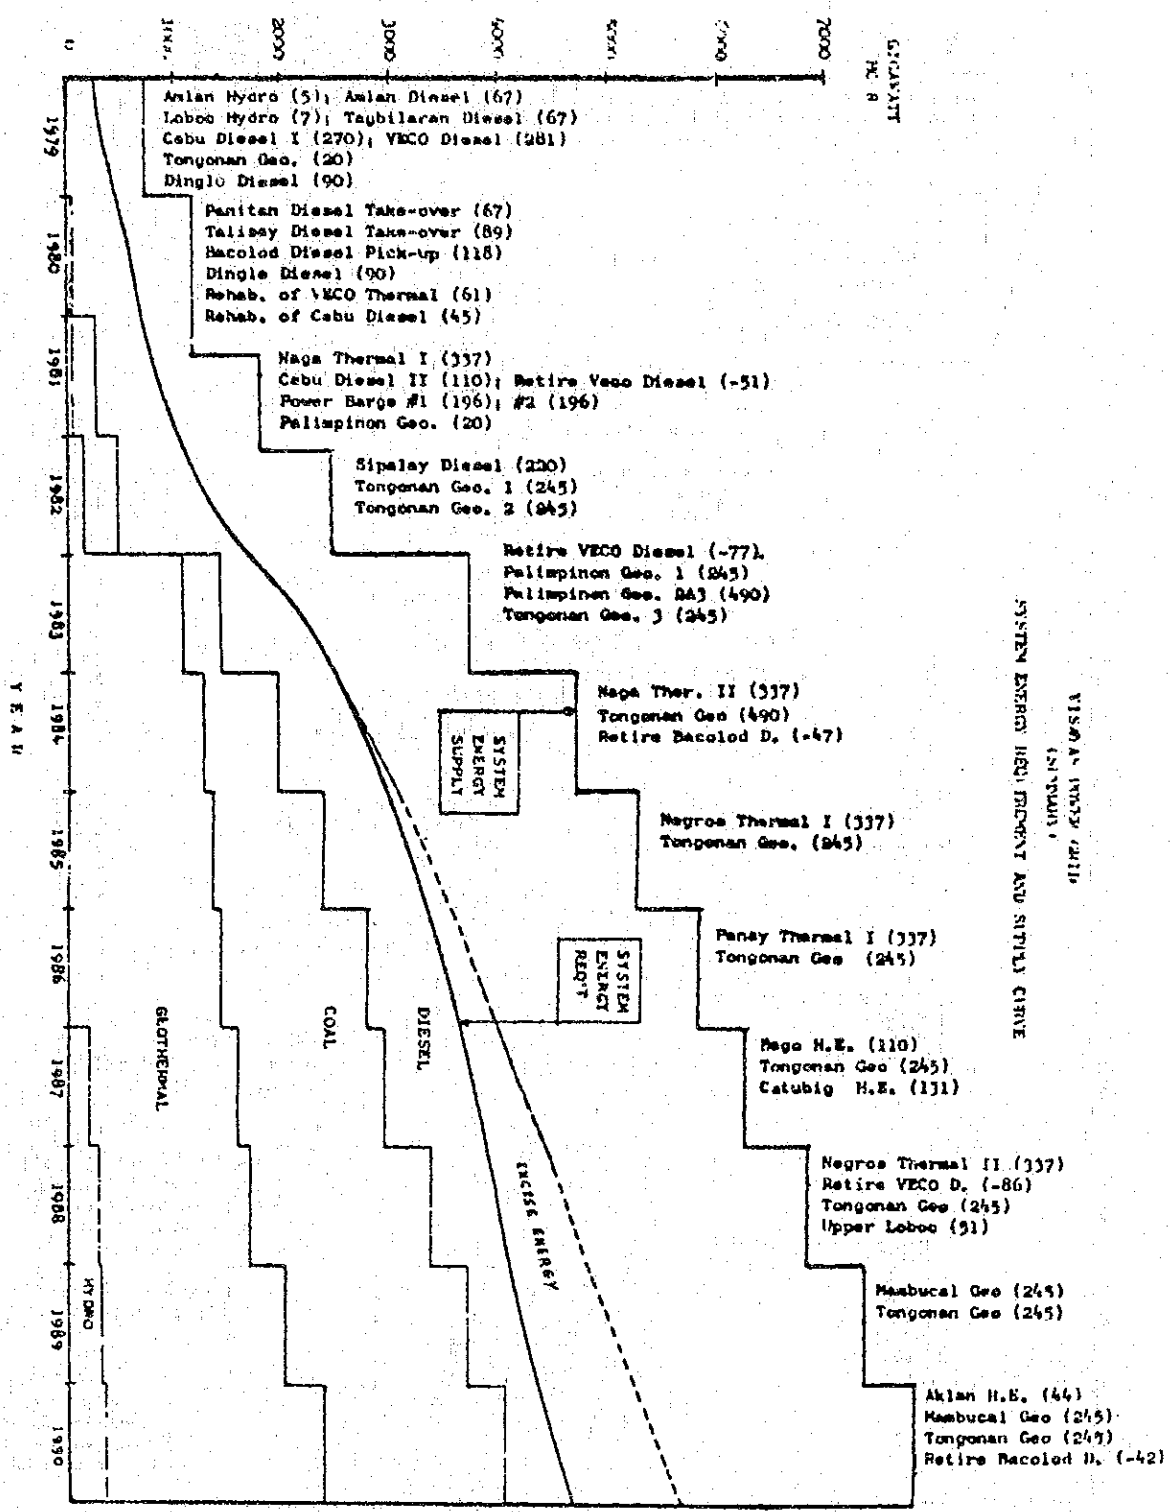 SYSTEM ENERGY REQUIREMENT AND SUPPLY CURVE
GIGAWATT
HR
0
2000
3000
7000
Amlan Hydro (5); Amlan Diesel (67)
Loboc Hydro (7); Tagbilaran Diesel (67)
Cebu Diesel I (270); VECO Diesel (281)
Tongonan Geo. (20)
Dingle Diesel (90)
Panitan Diesel Take-over (67)
Talisay Diesel Take-over (89)
Bacolod Diesel Pick-up (118)
Dingle Diesel (90)
Rehab. of VECO Thermal (61)
Rehab. of Cebu Diesel (45)
Naga Thermal I (337)
Cebu Diesel II (110); Retire Veco Diesel (-51)
Power Barge #1 (196); #2 (196)
Palimpinon Geo. (20)
Sipalay Diesel (220)
Tongonan Geo. 1 (245)
Tongonan Geo. 2 (245)
Retire VECO Diesel (-77).
Palimpinon Geo. 1 (245)
Palimpinon Geo. 2&3 (490)
Tongonan Geo. 3 (245)
Naga Ther. II (337)
Tongonan Geo (490)
Retire Bacolod D. (-47)
SYSTEM
ENERGY
SUPPLY
Negros Thermal I (337)
Tongonan Geo. (245)
Panay Thermal I (337)
Tongonan Geo (245)
SYSTEM
ENERGY
REQ'T
Hago H.E. (110)
Tongonan Geo (245)
Catubig H.E. (131)
Negros Thermal II (337)
Retire VECO D. (-86)
Tongonan Geo (245)
Upper Loboc (51)
Mambucal Geo (245)
Tongonan Geo (245)
Aklan H.E. (44)
Mambucal Geo (245)
Tongonan Geo (245)
Retire Bacolod D. (-42)
EXCESS ENERGY
DIESEL
COAL
GEOTHERMAL
HYDRO
1979
1980
1981
1982
1983
1984
1985
1986
1987
1988
1989
1990
YEAR